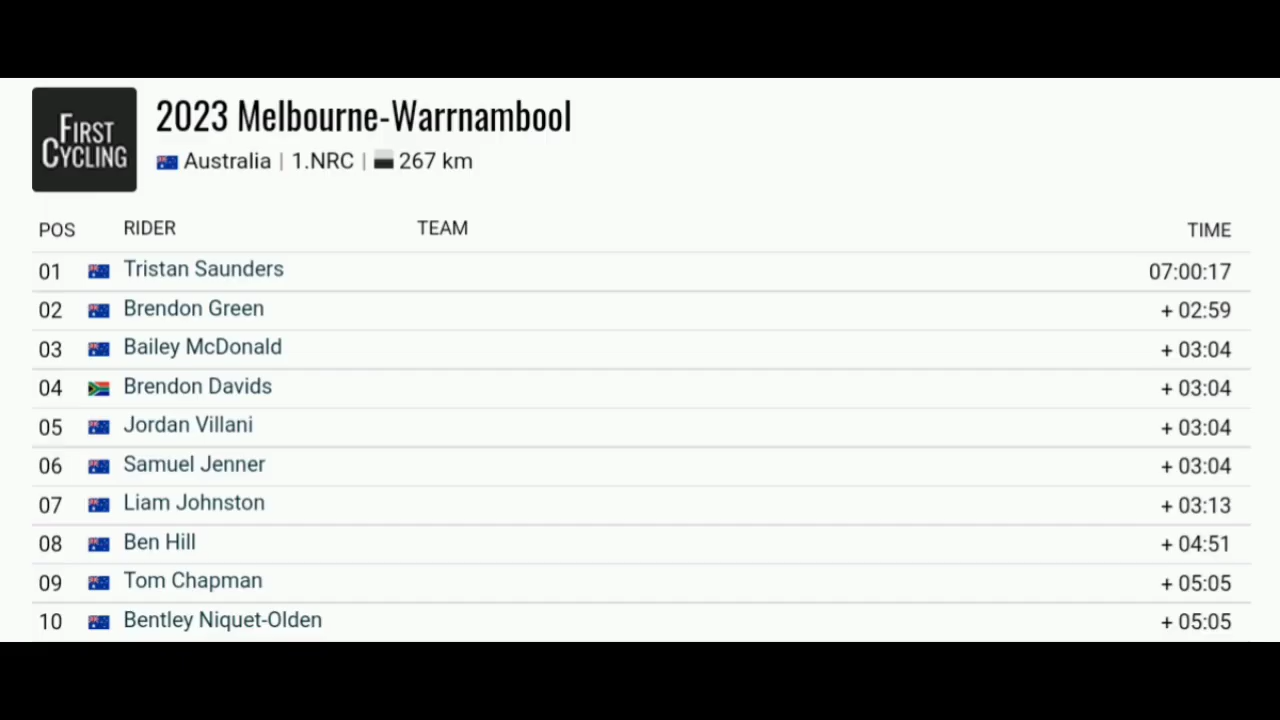 FIRST
CYCLING
2023 Melbourne-Warrnambool
Australia | 1.NRC | 267 km
POS RIDER TEAM TIME
01 Tristan Saunders 07:00:17
02 Brendon Green + 02:59
03 Bailey McDonald + 03:04
04 Brendon Davids + 03:04
05 Jordan Villani + 03:04
06 Samuel Jenner + 03:04
07 Liam Johnston + 03:13
08 Ben Hill + 04:51
09 Tom Chapman + 05:05
10 Bentley Niquet-Olden + 05:05